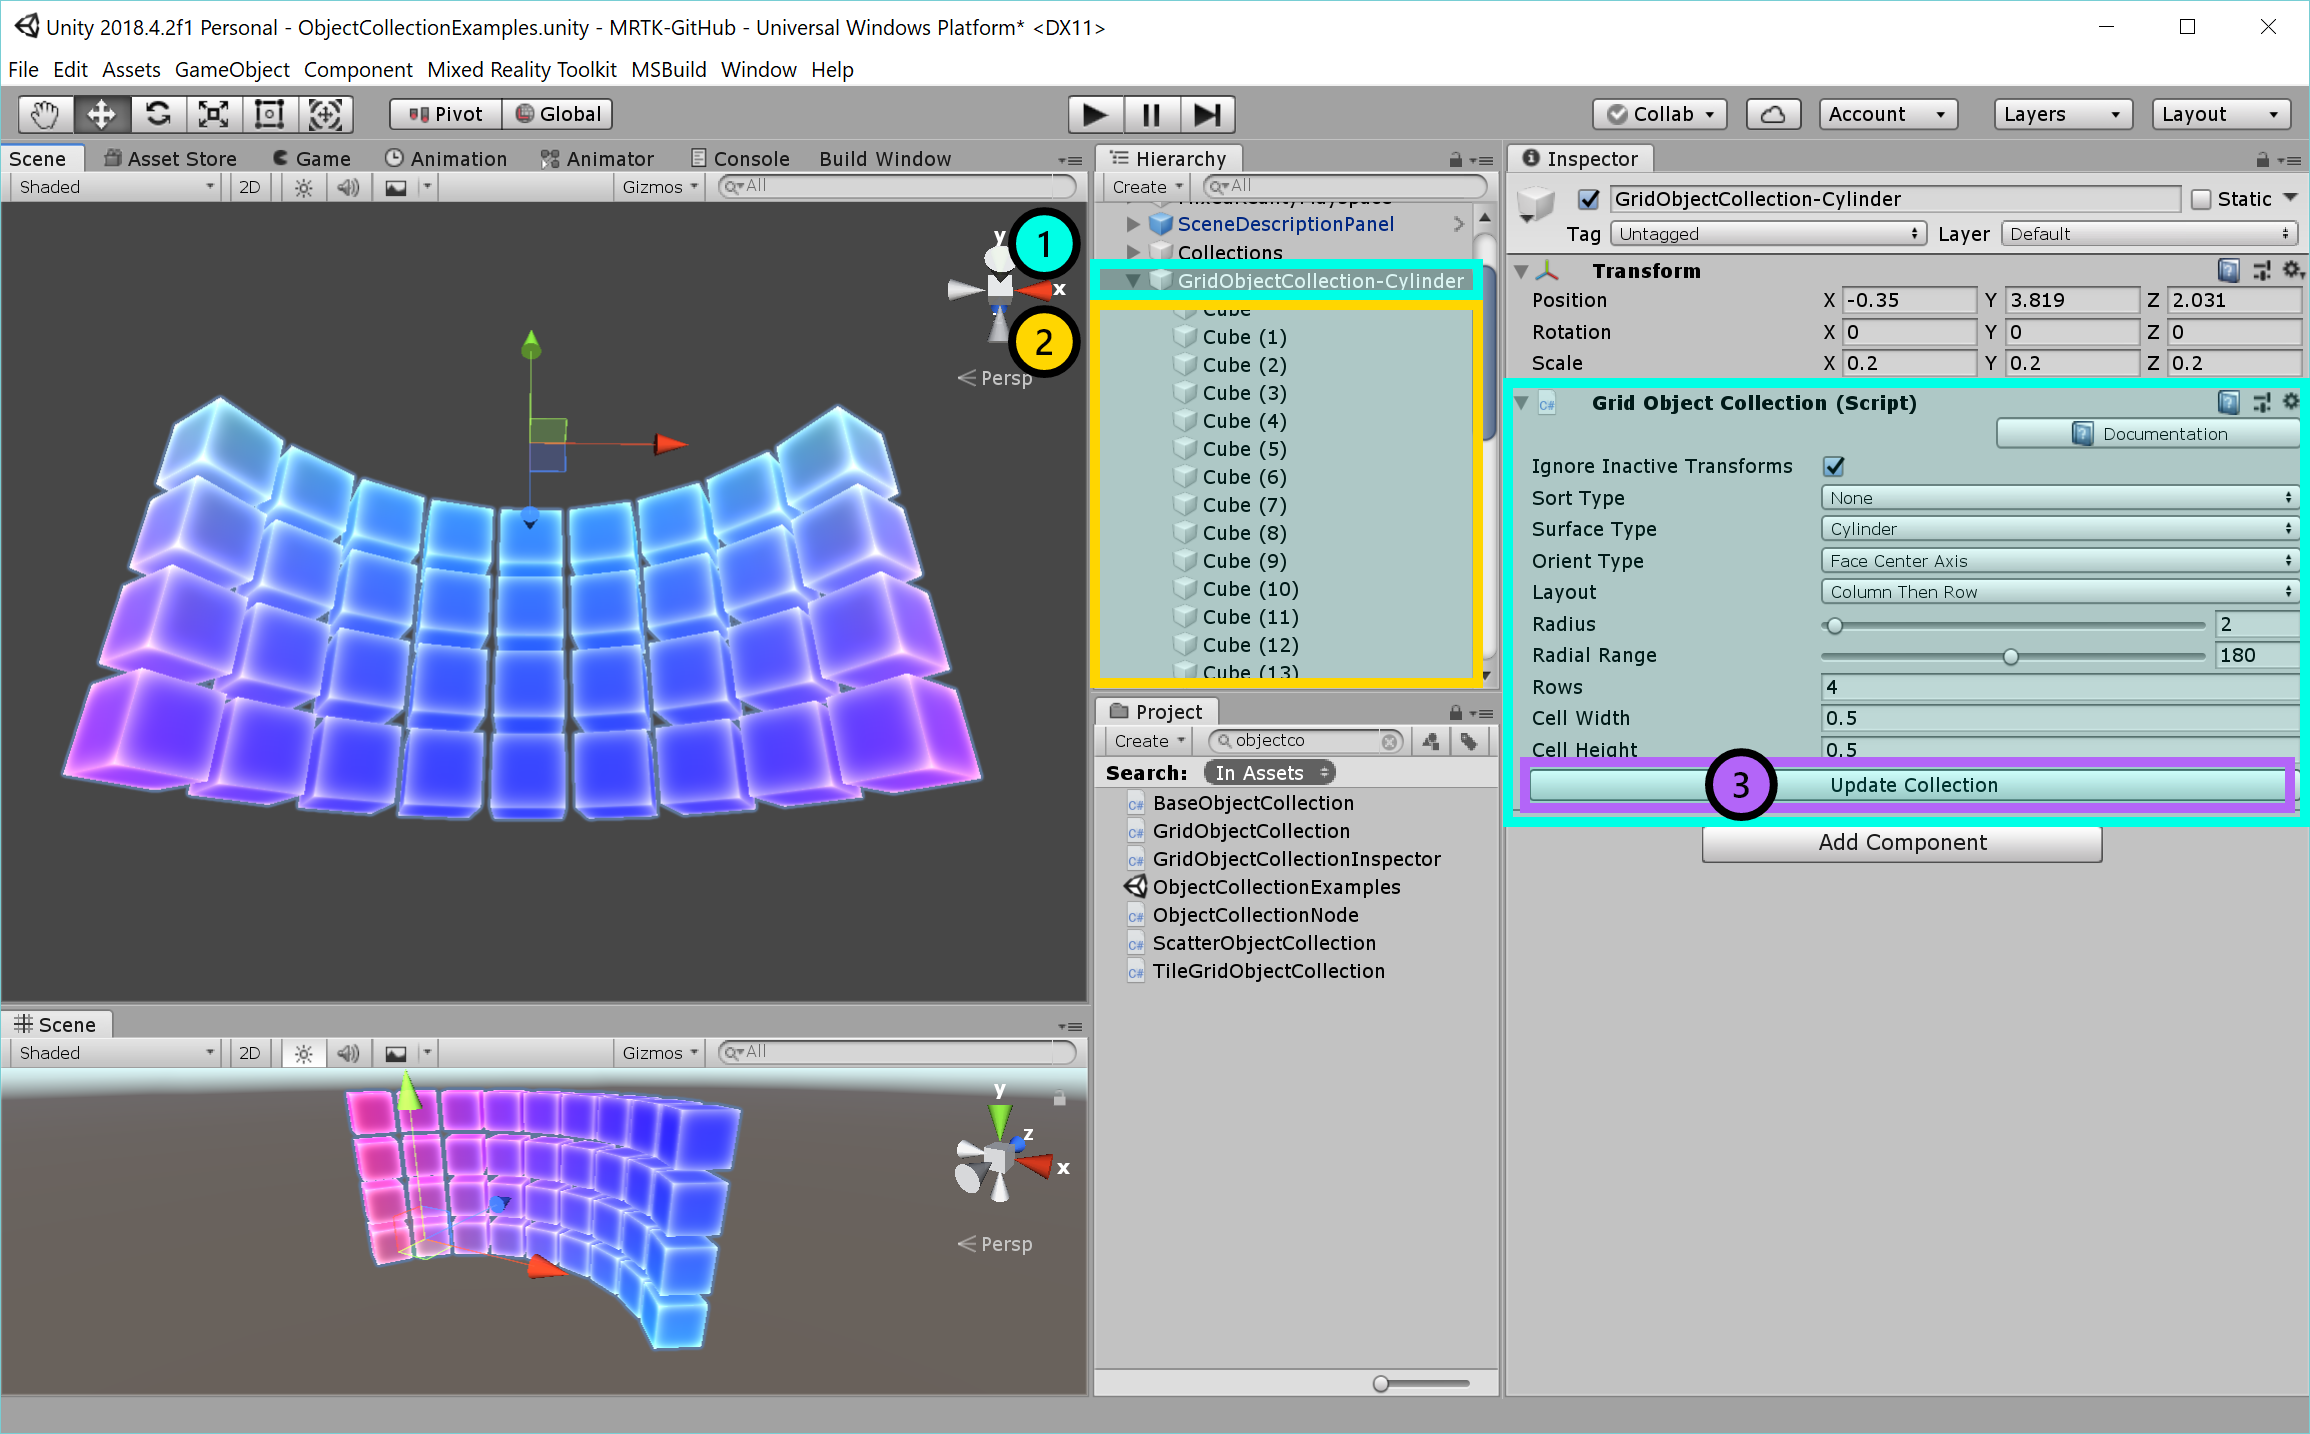 Unity 2018.4.2f1 Personal - ObjectCollectionExamples.unity - MRTK-GitHub - Universal Windows Platform* <DX11>
File Edit Assets GameObject Component Mixed Reality Toolkit MSBuild Window Help
Pivot Global Collab Account Layers Layout
Scene Asset Store Game Animation Animator Console Build Window
Shaded 2D Gizmos All
y
x
Persp
1
2
Hierarchy
Create All
MixedRealityPlayspace
SceneDescriptionPanel
Collections
GridObjectCollection-Cylinder
Cube
Cube (1)
Cube (2)
Cube (3)
Cube (4)
Cube (5)
Cube (6)
Cube (7)
Cube (8)
Cube (9)
Cube (10)
Cube (11)
Cube (12)
Cube (13)
Project
Create objectco
Search: In Assets
C# BaseObjectCollection
C# GridObjectCollection
C# GridObjectCollectionInspector
ObjectCollectionExamples
C# ObjectCollectionNode
C# ScatterObjectCollection
C# TileGridObjectCollection
Inspector
GridObjectCollection-Cylinder Static
Tag Untagged Layer Default
Transform
Position X -0.35 Y 3.819 Z 2.031
Rotation X 0 Y 0 Z 0
Scale X 0.2 Y 0.2 Z 0.2
C# Grid Object Collection (Script)
Documentation
Ignore Inactive Transforms
Sort Type None
Surface Type Cylinder
Orient Type Face Center Axis
Layout Column Then Row
Radius 2
Radial Range 180
Rows 4
Cell Width 0.5
Cell Height 0.5
3 Update Collection
Add Component
Scene
Shaded 2D Gizmos All
y
z
x
Persp